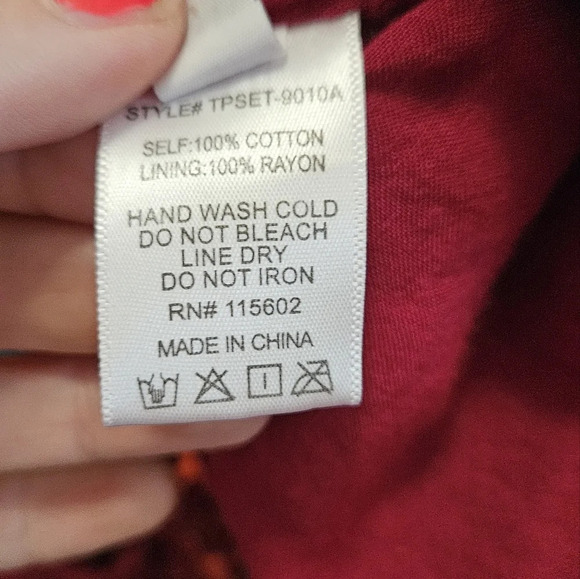 STYLE# TPSET-9010A
SELF:100% COTTON
LINING:100% RAYON
HAND WASH COLD
DO NOT BLEACH
LINE DRY
DO NOT IRON
RN# 115602
MADE IN CHINA